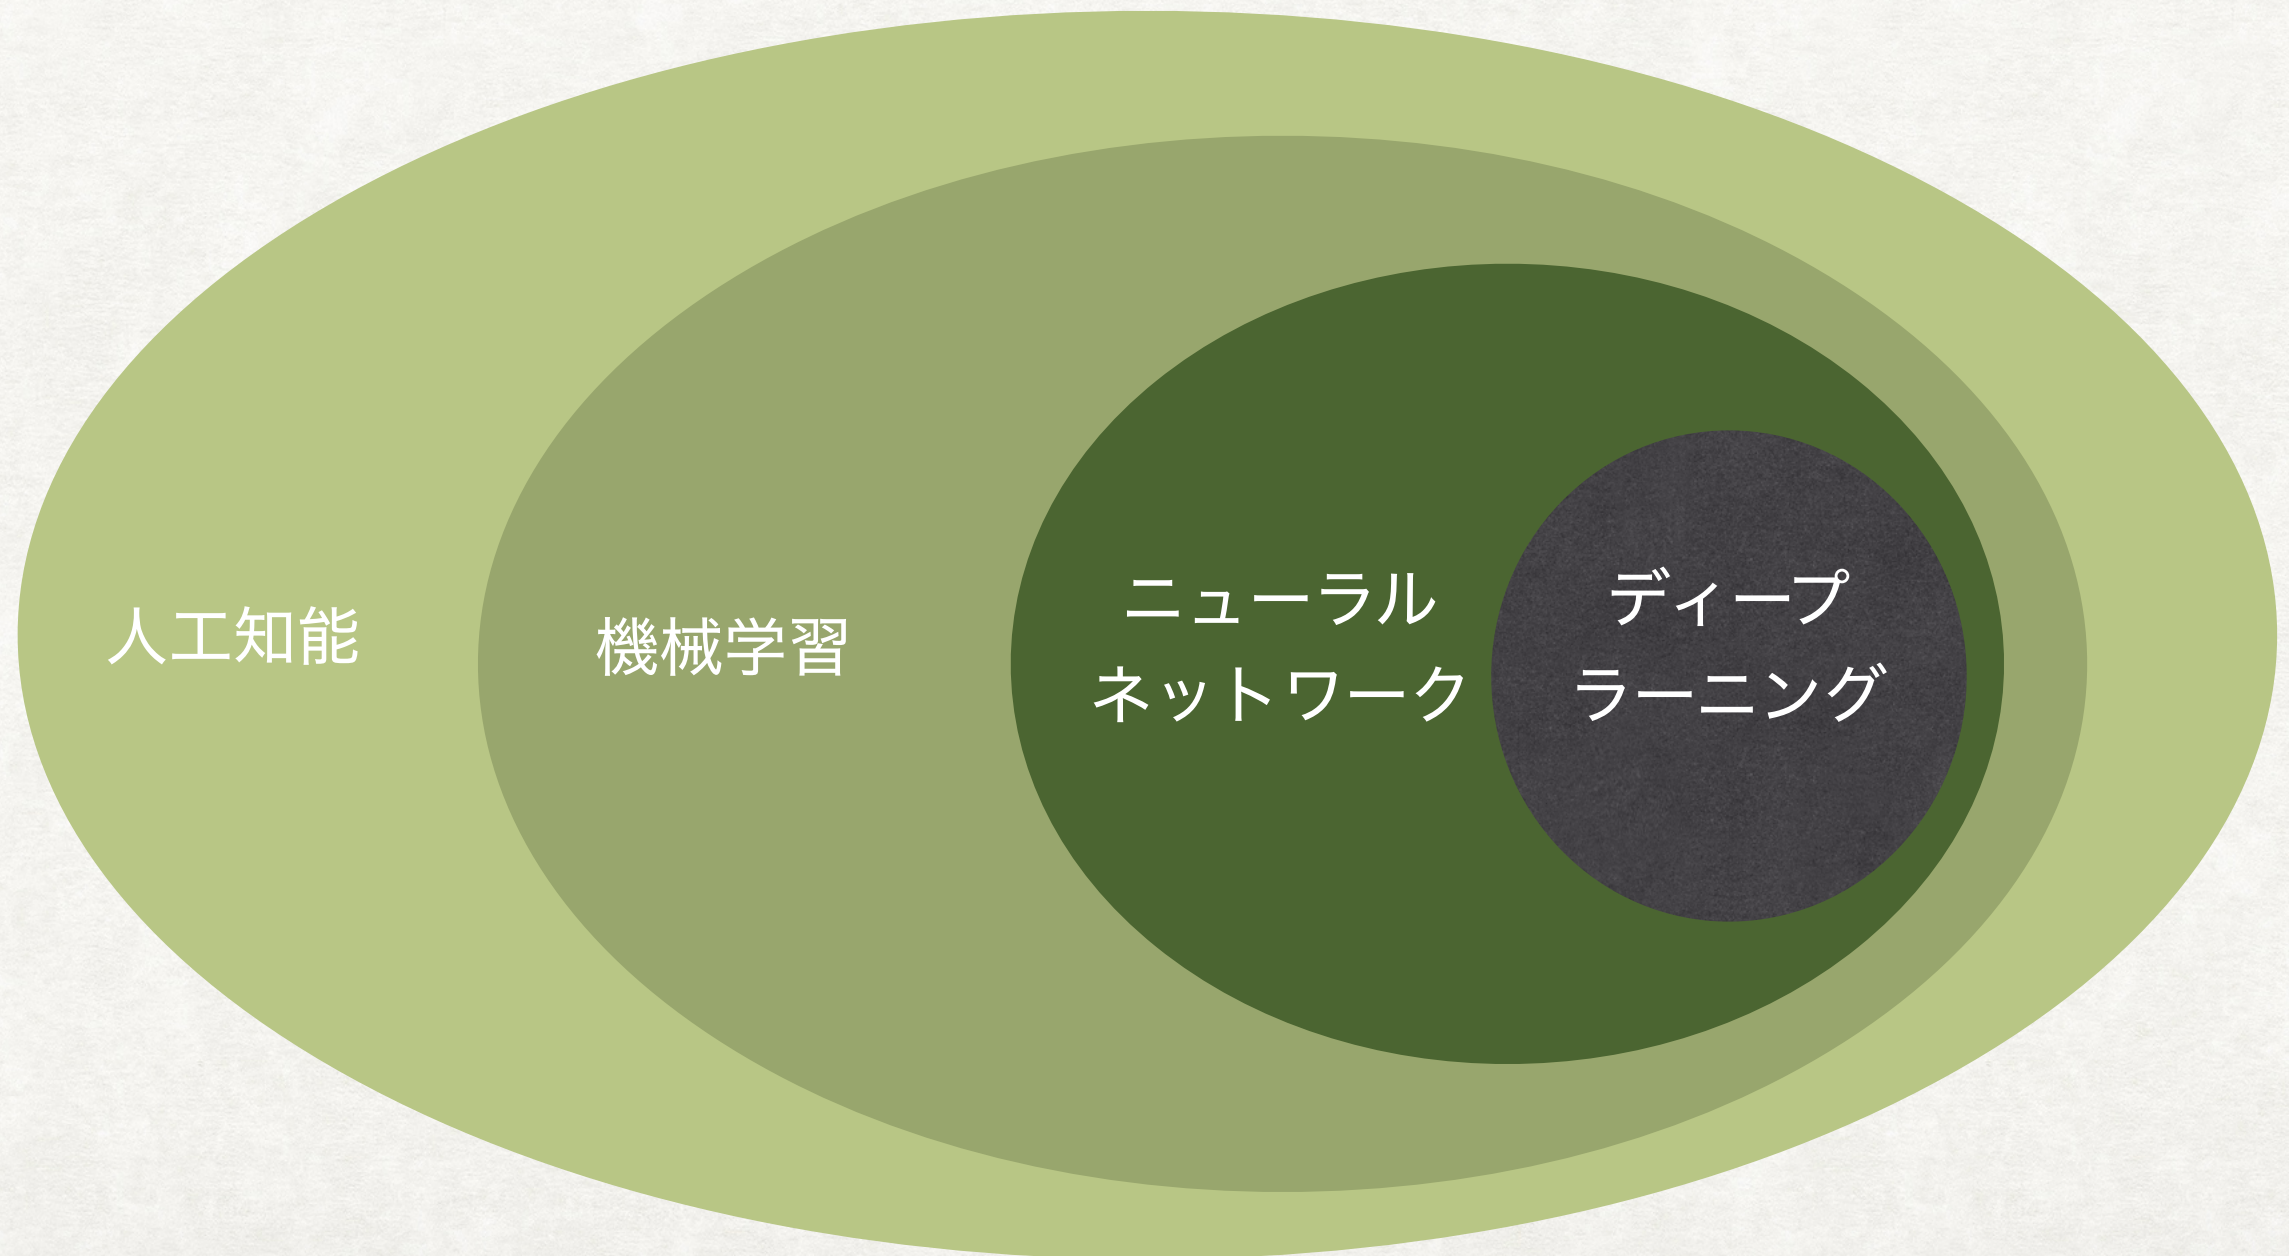 人工知能
機械学習
ニューラル
ネットワーク
ディープ
ラーニング